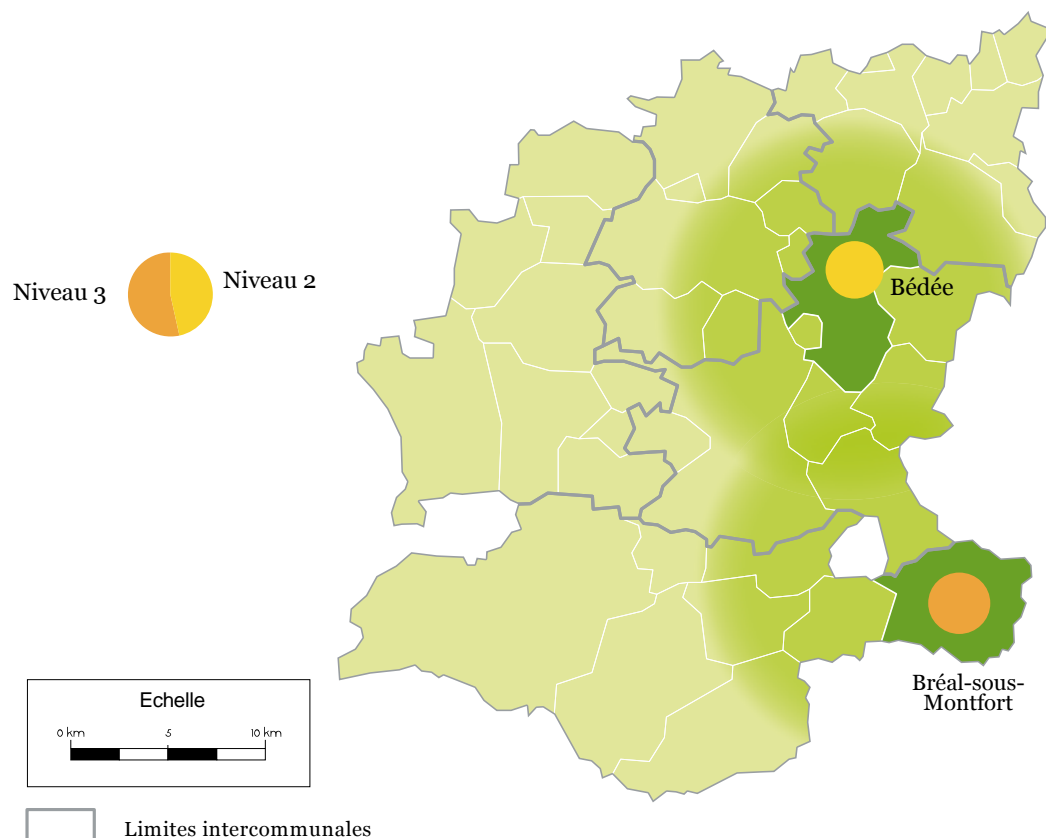 Niveau 3
Niveau 2
Bédée
Bréal-sous-
Montfort
Echelle
0 km
5
10 km
Limites intercommunales